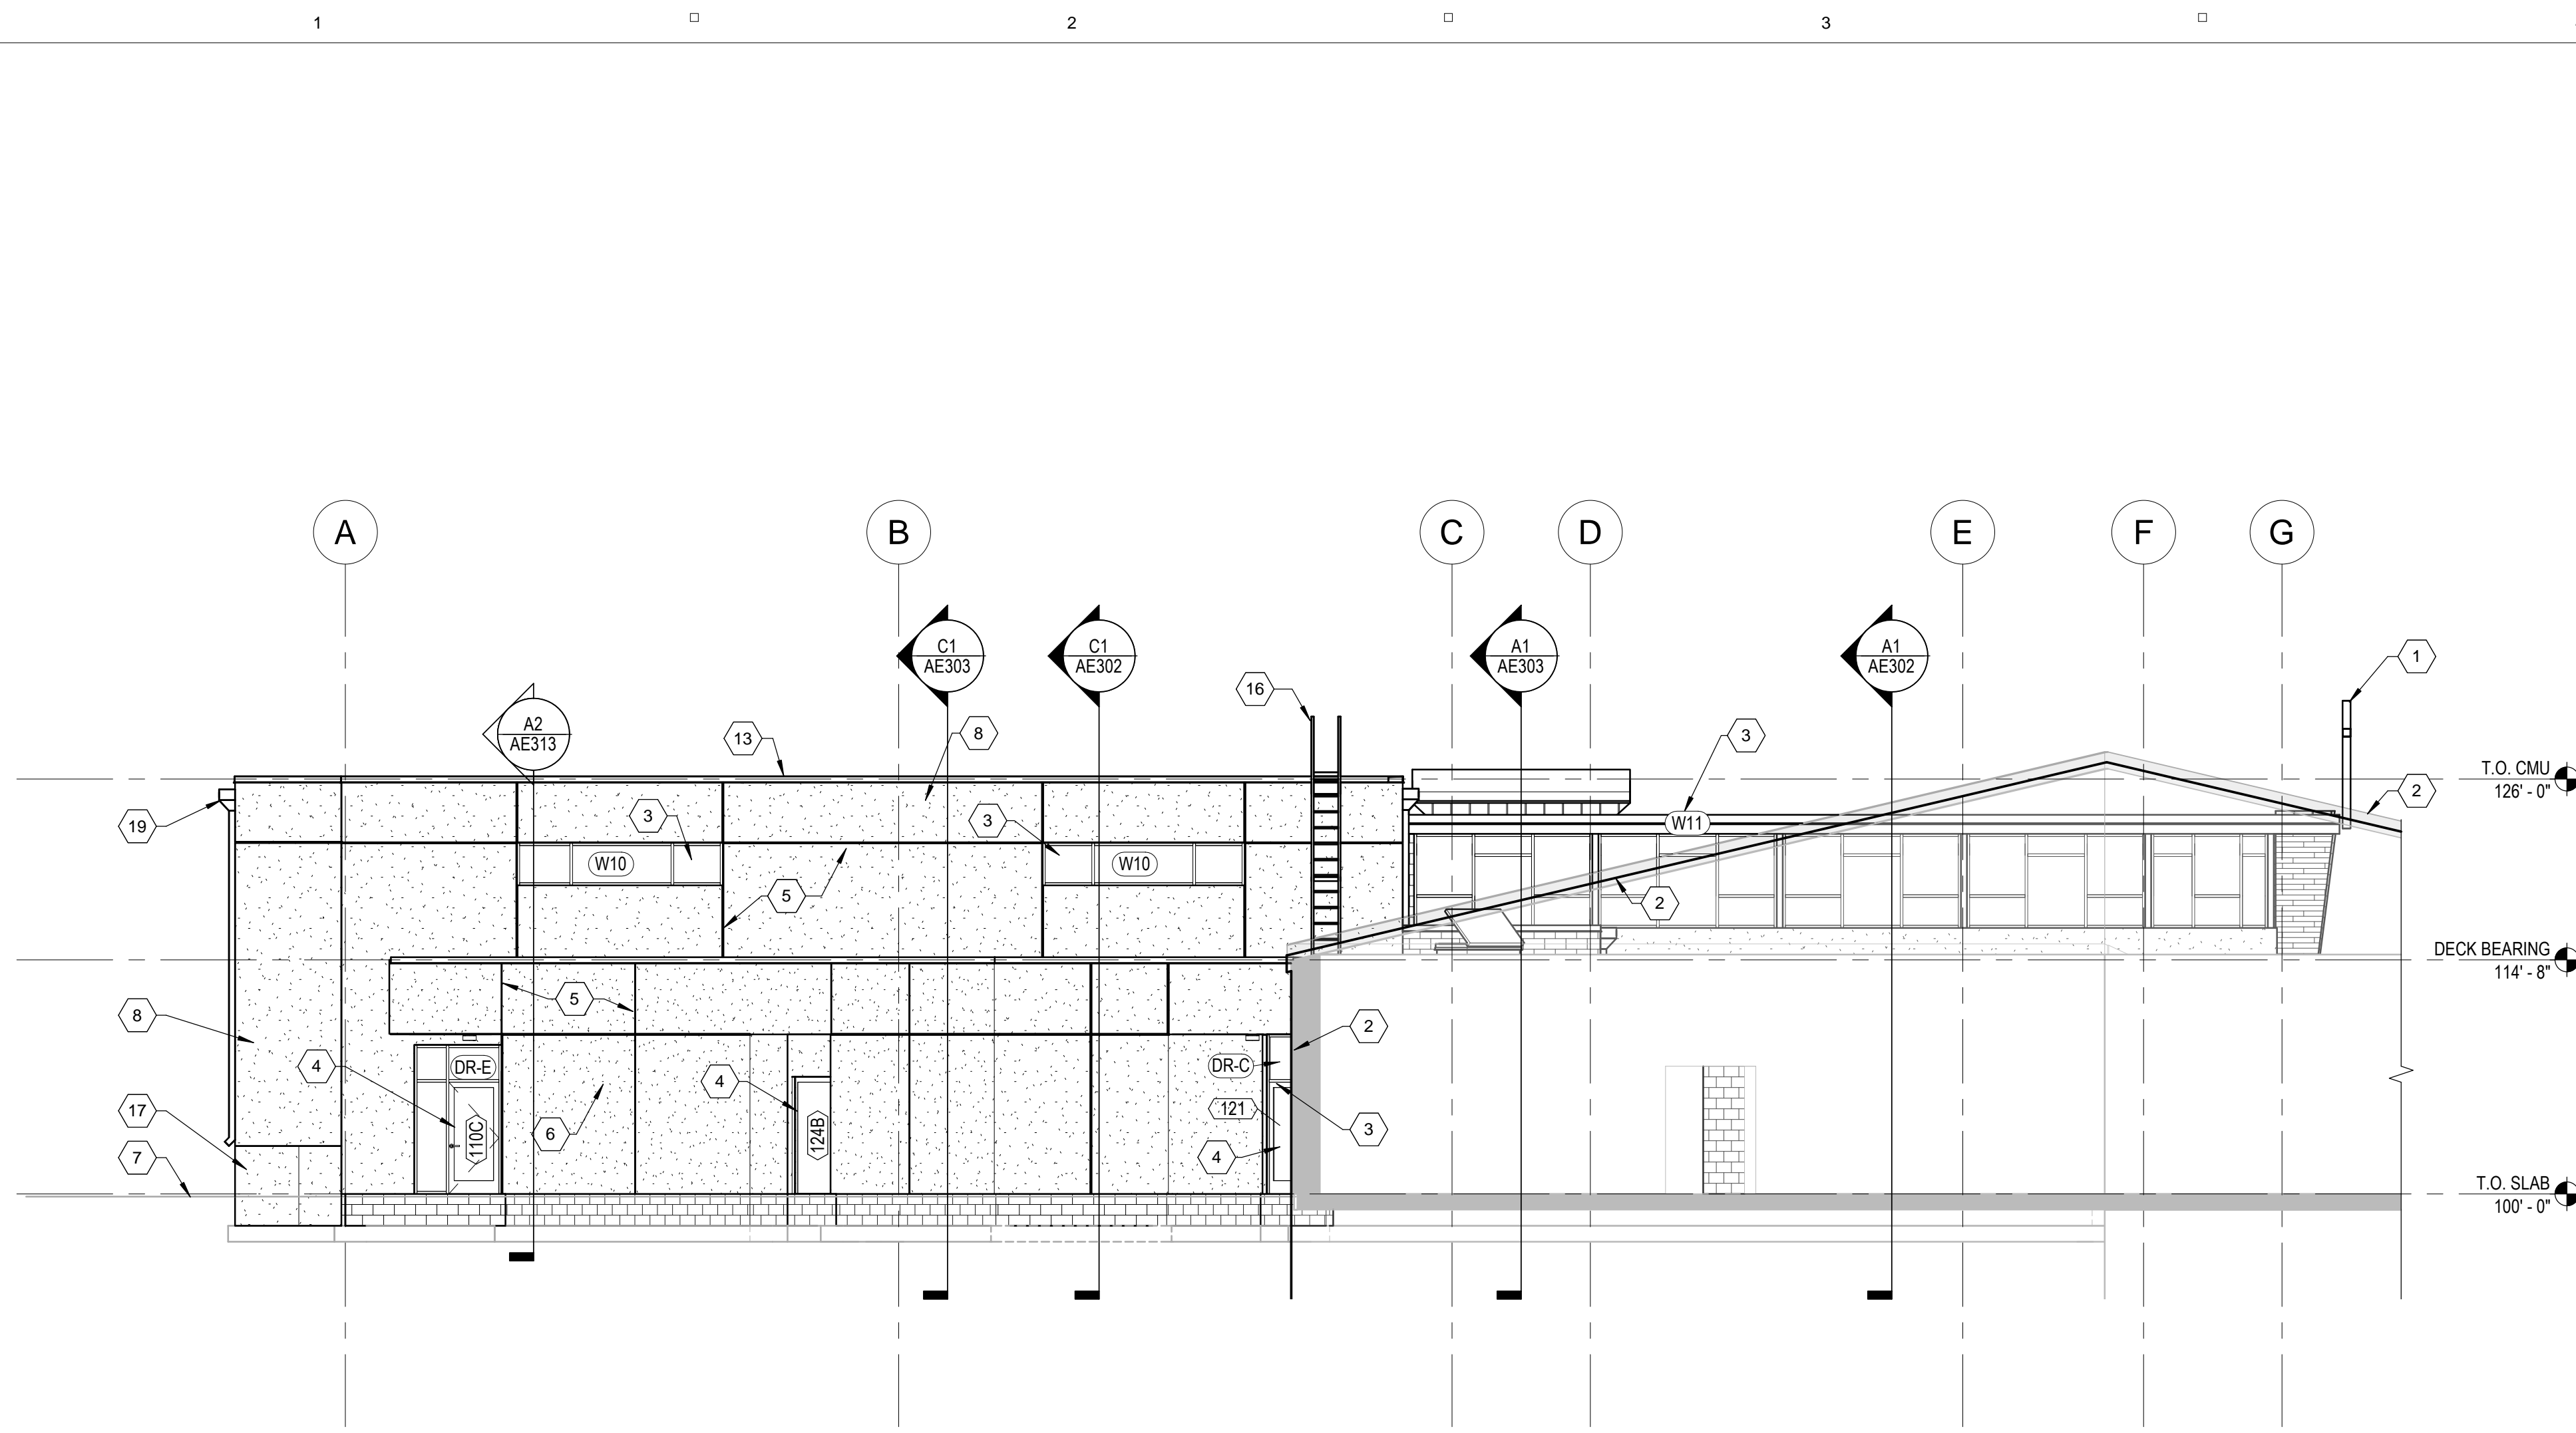 1 2 3
A B C D E F G
C1
AE303
C1
AE302
A1
AE303
A1
AE302
1
16
A2
AE313
13
8
3
T.O. CMU
126' - 0"
2
19
3
3
W11
W10
W10
5
2
DECK BEARING
114' - 8"
5
8
2
4
DR-E
4
DR-C
17
110C
6
124B
121
3
7
4
T.O. SLAB
100' - 0"